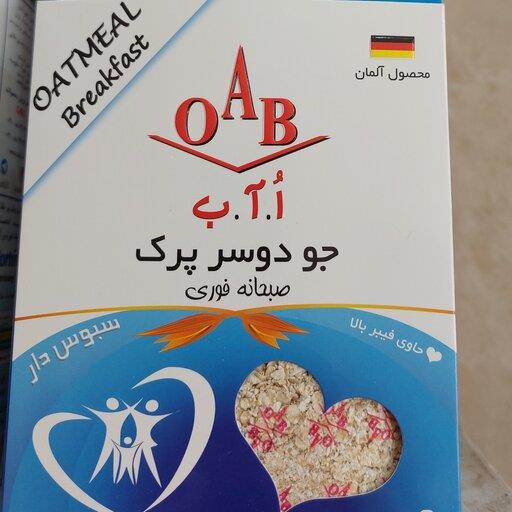 OATMEAL
Breakfast
محصول آلمان
OAB
اُ.آ.ب
جو دوسر پرک
صبحانه فوری
سبوس دار
حاوی فیبر بالا